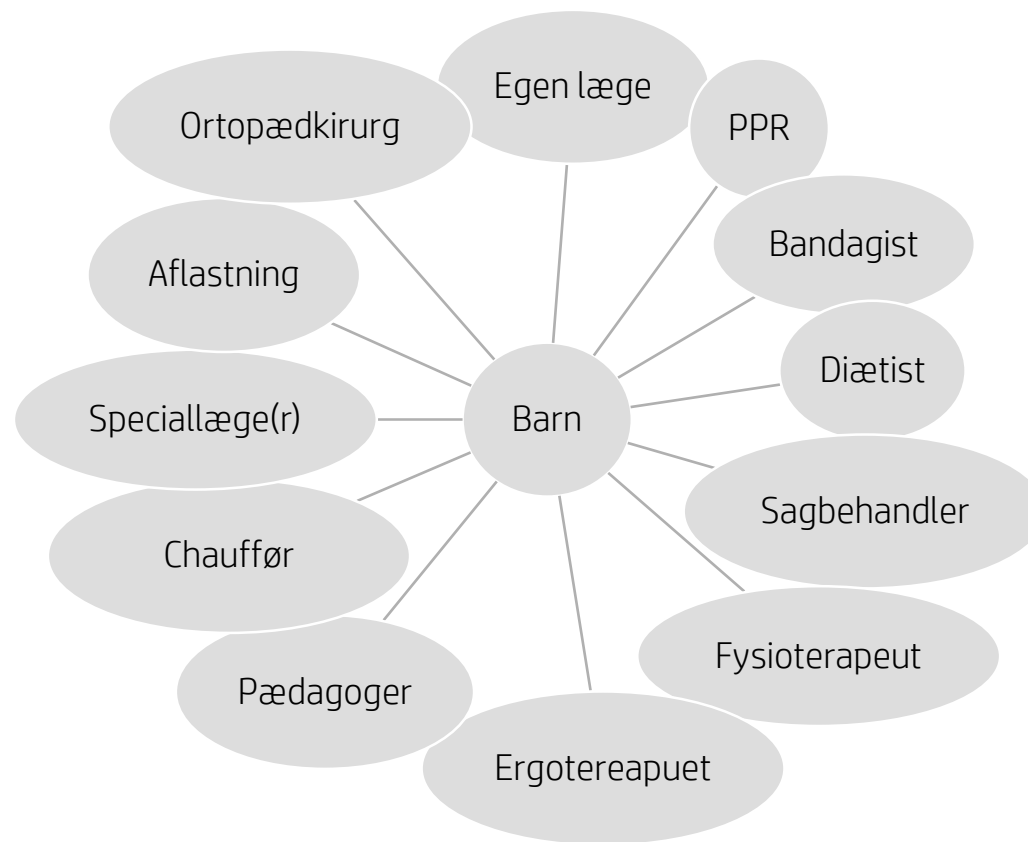 Egen læge
PPR
Bandagist
Diætist
Sagbehandler
Fysioterapeut
Ergotereapuet
Pædagoger
Chauffør
Speciallæge(r)
Aflastning
Ortopædkirurg
Barn